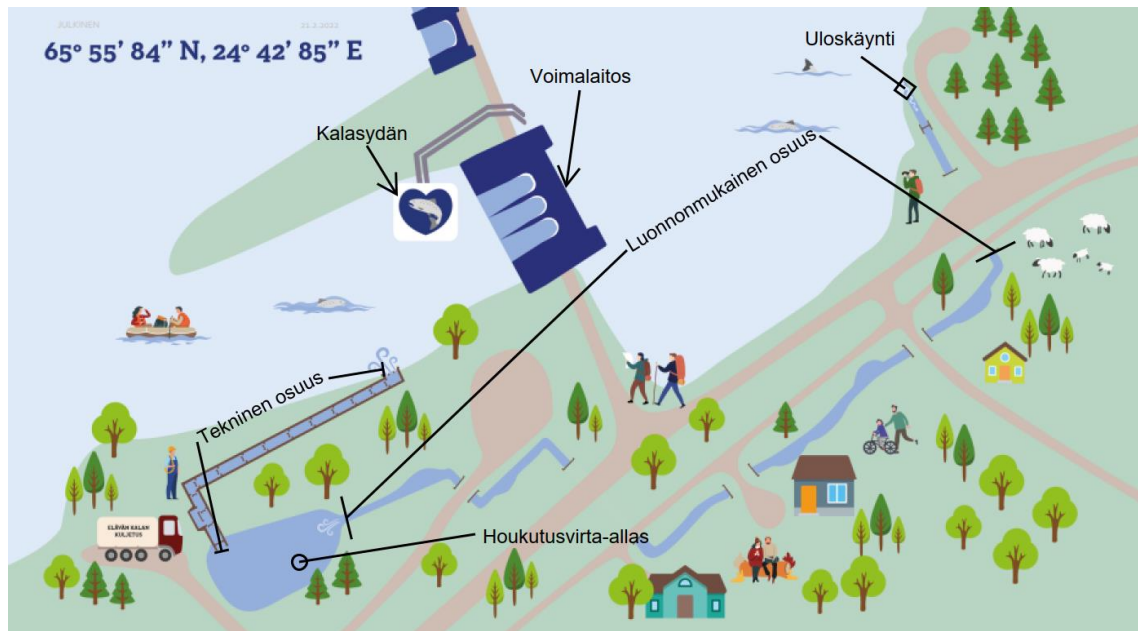 JULKINEN
21.3.2022
65° 55’ 84” N, 24° 42’ 85” E
Uloskäynti
Voimalaitos
Kalasydän
Luonnonmukainen osuus
Tekninen osuus
ELÄVÄN KALAN
KULJETUS
Houkutusvirta-allas